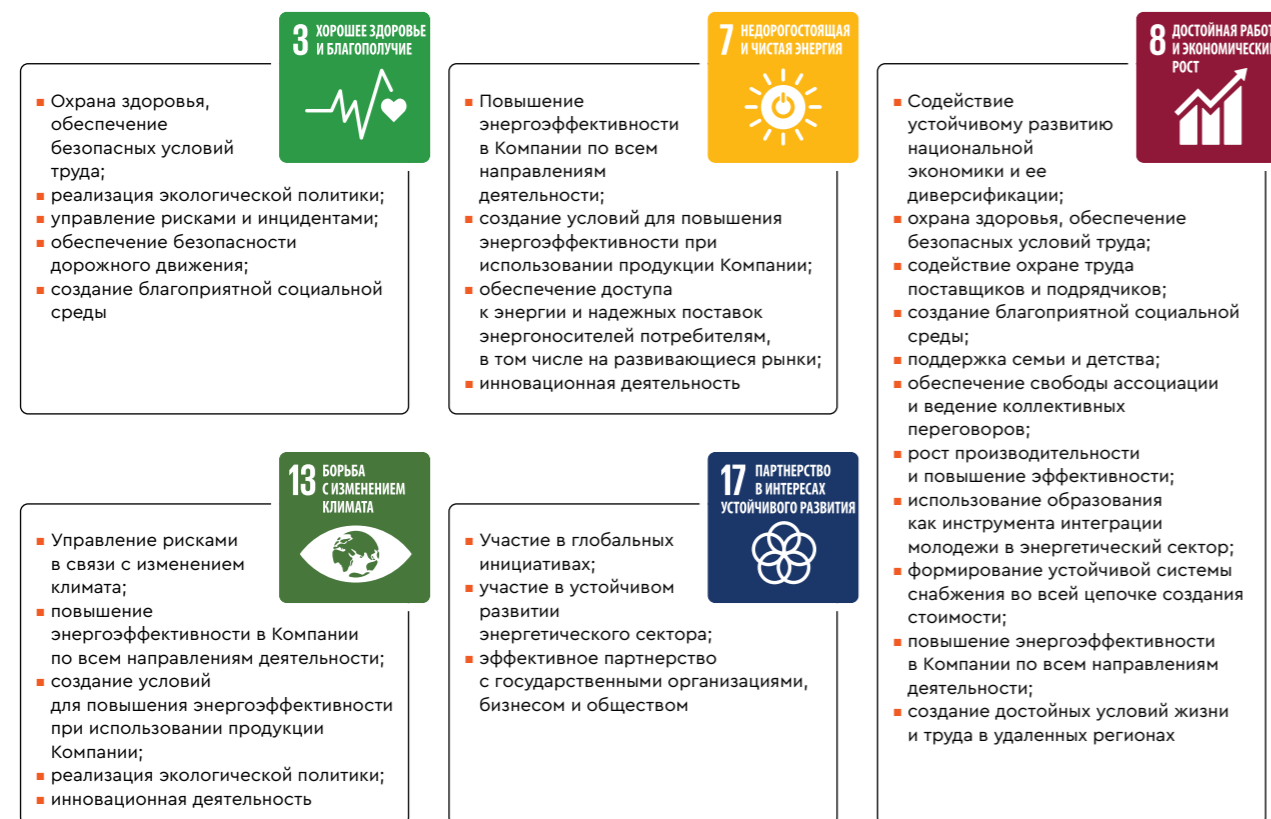 3 ХОРОШЕЕ ЗДОРОВЬЕ
И БЛАГОПОЛУЧИЕ
Охрана здоровья,
обеспечение
безопасных условий
труда;
реализация экологической политики;
управление рисками и инцидентами;
обеспечение безопасности
дорожного движения;
создание благоприятной социальной
среды
7 НЕДОРОГОСТОЯЩАЯ
И ЧИСТАЯ ЭНЕРГИЯ
Повышение
энергоэффективности
в Компании по всем
направлениям
деятельности;
создание условий для повышения
энергоэффективности при
использовании продукции Компании;
обеспечение доступа
к энергии и надежных поставок
энергоносителей потребителям,
в том числе на развивающиеся рынки;
инновационная деятельность
8 ДОСТОЙНАЯ РАБОТ
И ЭКОНОМИЧЕСКИЙ
РОСТ
Содействие
устойчивому развитию
национальной
экономики и ее
диверсификации;
охрана здоровья, обеспечение
безопасных условий труда;
содействие охране труда
поставщиков и подрядчиков;
создание благоприятной социальной
среды;
поддержка семьи и детства;
обеспечение свободы ассоциации
и ведение коллективных
переговоров;
рост производительности
и повышение эффективности;
использование образования
как инструмента интеграции
молодежи в энергетический сектор;
формирование устойчивой системы
снабжения во всей цепочке создания
стоимости;
повышение энергоэффективности
в Компании по всем направлениям
деятельности;
создание достойных условий жизни
и труда в удаленных регионах
13 БОРЬБА
С ИЗМЕНЕНИЕМ
КЛИМАТА
Управление рисками
в связи с изменением
климата;
повышение
энергоэффективности в Компании
по всем направлениям деятельности;
создание условий
для повышения энергоэффективности
при использовании продукции
Компании;
реализация экологической политики;
инновационная деятельность
17 ПАРТНЕРСТВО
В ИНТЕРЕСАХ
УСТОЙЧИВОГО РАЗВИТИЯ
Участие в глобальных
инициативах;
участие в устойчивом
развитии
энергетического сектора;
эффективное партнерство
с государственными организациями,
бизнесом и обществом